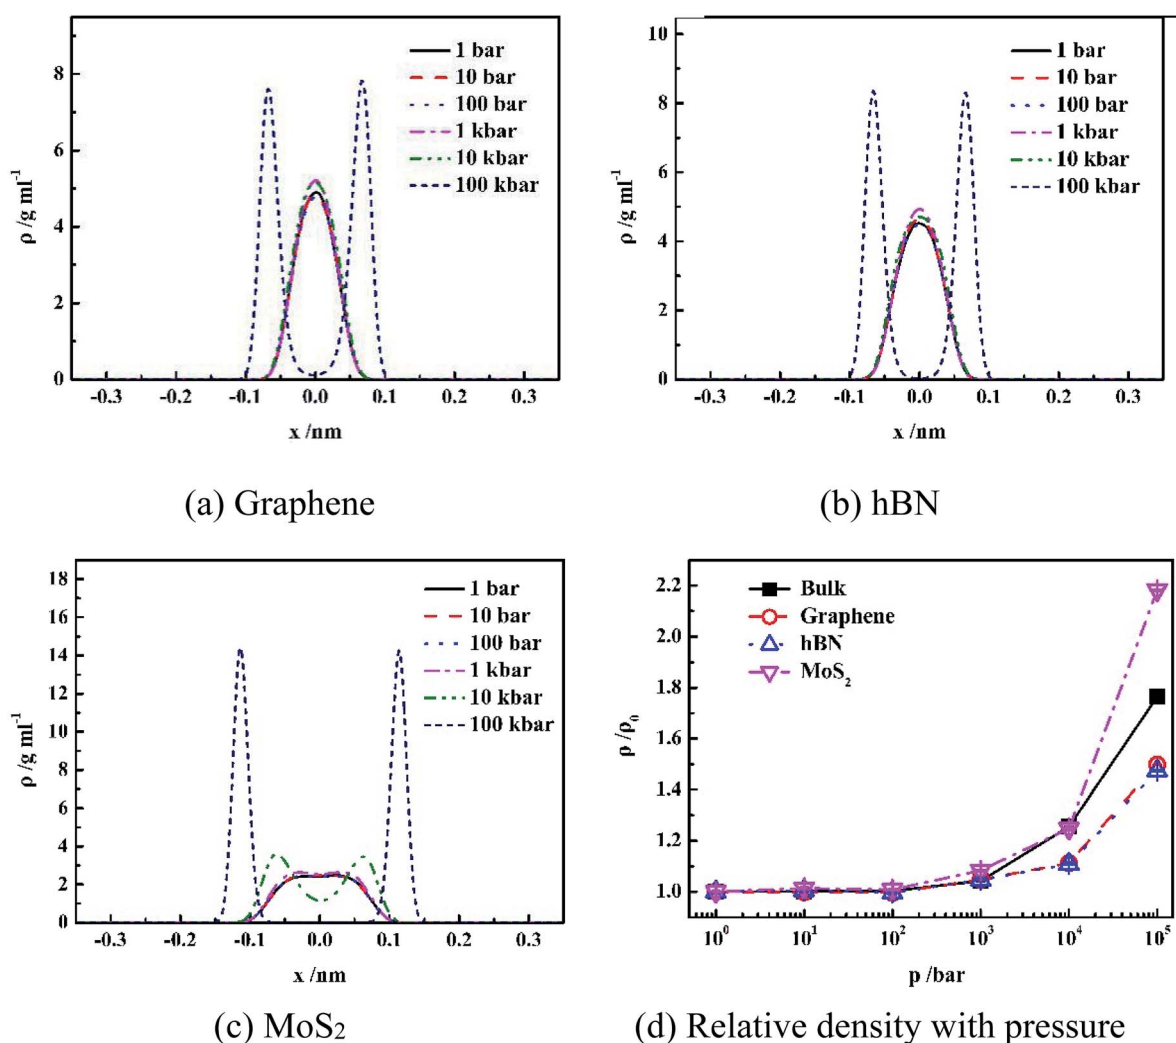 1 bar
10 bar
100 bar
1 kbar
10 kbar
100 kbar
8
6
4
2
0
ρ /g ml⁻¹
-0.3 -0.2 -0.1 0.0 0.1 0.2 0.3
x /nm
(a) Graphene
1 bar
10 bar
100 bar
1 kbar
10 kbar
100 kbar
10
8
6
4
2
0
ρ /g ml⁻¹
-0.3 -0.2 -0.1 0.0 0.1 0.2 0.3
x /nm
(b) hBN
1 bar
10 bar
100 bar
1 kbar
10 kbar
100 kbar
18
16
14
12
10
8
6
4
2
0
ρ /g ml⁻¹
-0.3 -0.2 -0.1 0.0 0.1 0.2 0.3
x /nm
(c) MoS₂
Bulk
Graphene
hBN
MoS₂
2.2
2.0
1.8
1.6
1.4
1.2
1.0
ρ /ρ₀
10⁰ 10¹ 10² 10³ 10⁴ 10⁵
p /bar
(d) Relative density with pressure